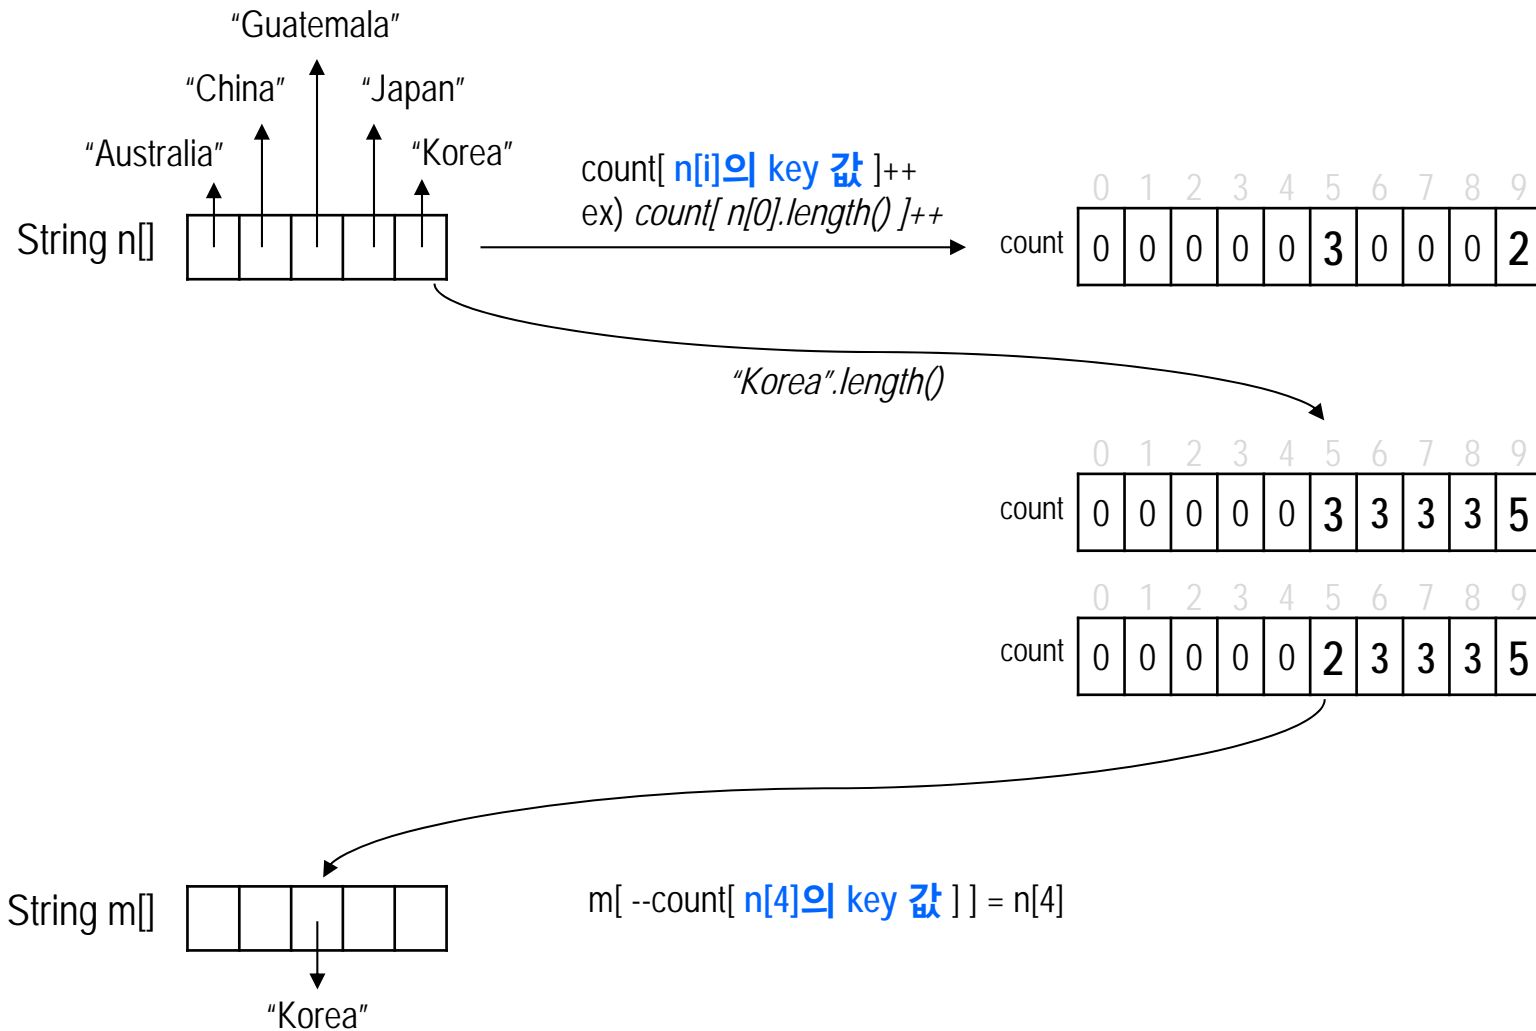 “Guatemala”
“China” “Japan”
“Australia” “Korea”
String n[]
count[ n[i]의 key 값 ]++
ex) count[ n[0].length() ]++
0 1 2 3 4 5 6 7 8 9
count 0 0 0 0 0 3 0 0 0 2
“Korea”.length()
0 1 2 3 4 5 6 7 8 9
count 0 0 0 0 0 3 3 3 3 5
0 1 2 3 4 5 6 7 8 9
count 0 0 0 0 0 2 3 3 3 5
String m[]
m[ --count[ n[4]의 key 값 ] ] = n[4]
“Korea”